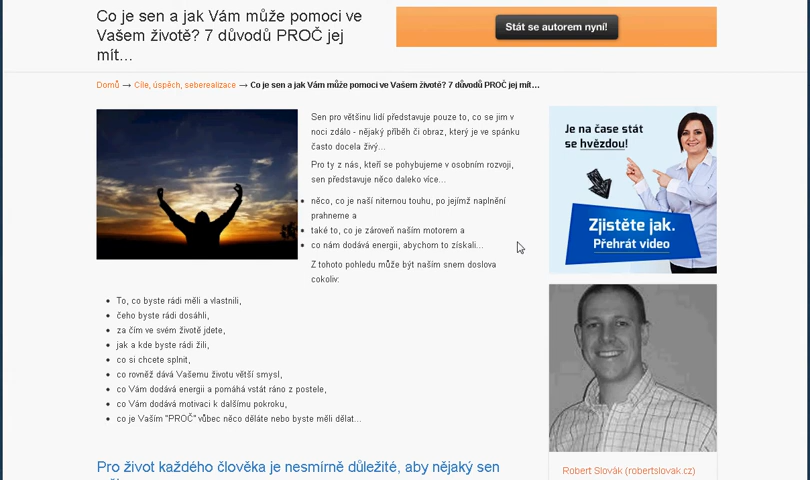 Co je sen a jak Vám může pomoci ve
Vašem životě? 7 důvodů PROČ jej
mít...
Stát se autorem nyní!
Domů → Cíle, úspěch, seberealizace → Co je sen a jak Vám může pomoci ve Vašem životě? 7 důvodů PROČ jej mít...
Sen pro většinu lidí představuje pouze to, co se jim v
noci zdálo - nějaký příběh či obraz, který je ve spánku
často docela živý...
Pro ty z nás, kteří se pohybujeme v osobním rozvoji,
sen představuje něco daleko více...
něco, co je naší niternou touhu, po jejímž naplnění
prahneme a
také to, co je zároveň naším motorem a
co nám dodává energii, abychom to získali...
Z tohoto pohledu může být naším snem doslova
cokoliv:
To, co byste rádi měli a vlastnili,
čeho byste rádi dosáhli,
za čím ve svém životě jdete,
jak a kde byste rádi žili,
co si chcete splnit,
co rovněž dává Vašemu životu větší smysl,
co Vám dodává energii a pomáhá vstát ráno z postele,
co Vám dodává motivaci k dalšímu pokroku,
co je Vaším "PROČ" vůbec něco děláte nebo byste měli dělat...
Pro život každého člověka je nesmírně důležité, aby nějaký sen
Je na čase stát
se hvězdou!
Zjistěte jak.
Přehrát video
Robert Slovák (robertslovak.cz)